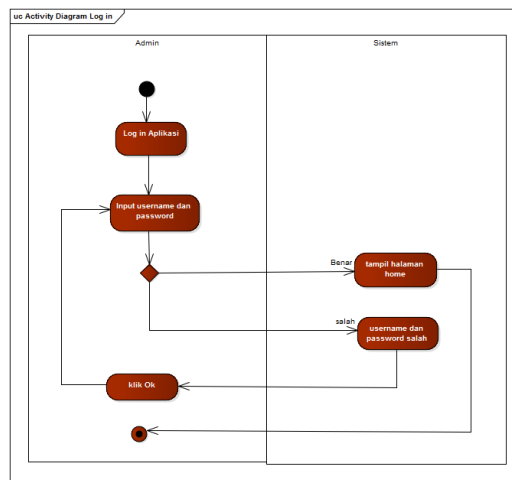 uc Activity Diagram Log in
Admin
Sistem
Log in Aplikasi
Input username dan
password
Benar
tampil halaman
home
salah
username dan
password salah
klik Ok